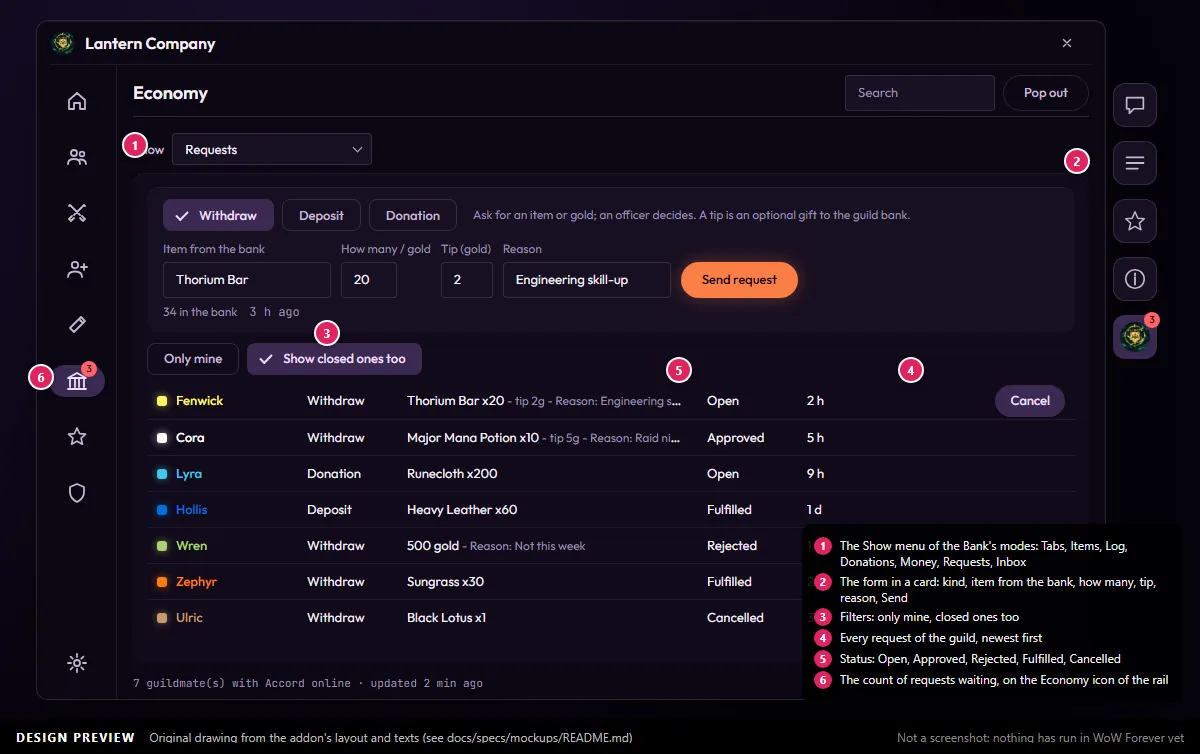 Lantern Company
Economy
Search
Pop out
1
ow
Requests
2
Withdraw
Deposit
Donation
Ask for an item or gold; an officer decides. A tip is an optional gift to the guild bank.
Item from the bank
How many / gold
Tip (gold)
Reason
Thorium Bar
20
2
Engineering skill-up
Send request
34 in the bank 3 h ago
3
3
Only mine
Show closed ones too
6
3
5
4
Fenwick Withdraw Thorium Bar x20 - tip 2g - Reason: Engineering s... Open 2 h Cancel
Cora Withdraw Major Mana Potion x10 - tip 5g - Reason: Raid ni... Approved 5 h
Lyra Donation Runecloth x200 Open 9 h
Hollis Deposit Heavy Leather x60 Fulfilled 1 d
Wren Withdraw 500 gold - Reason: Not this week Rejected
Zephyr Withdraw Sungrass x30 Fulfilled
Ulric Withdraw Black Lotus x1 Cancelled
7 guildmate(s) with Accord online · updated 2 min ago
1 The Show menu of the Bank's modes: Tabs, Items, Log,
Donations, Money, Requests, Inbox
2 The form in a card: kind, item from the bank, how many, tip,
reason, Send
3 Filters: only mine, closed ones too
4 Every request of the guild, newest first
5 Status: Open, Approved, Rejected, Fulfilled, Cancelled
6 The count of requests waiting, on the Economy icon of the rail
DESIGN PREVIEW Original drawing from the addon's layout and texts (see docs/specs/mockups/README.md)
Not a screenshot: nothing has run in WoW Forever yet